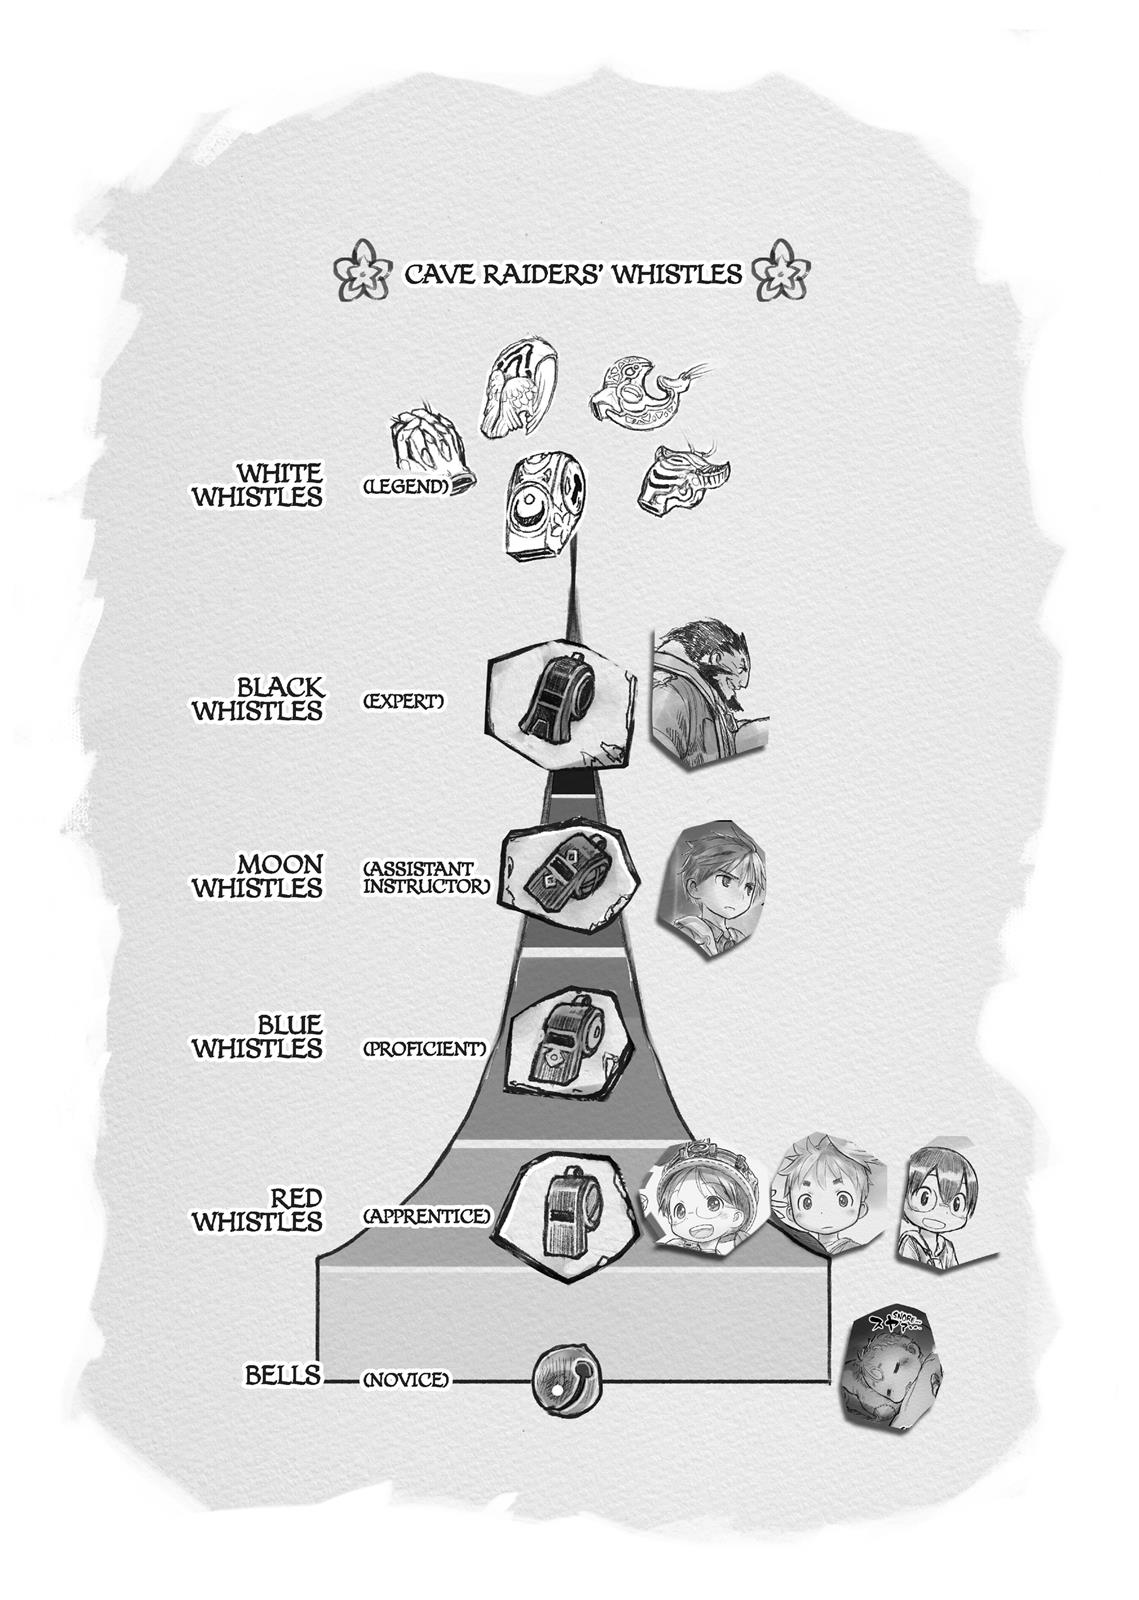 CAVE RAIDERS' WHISTLES
WHITE
WHISTLES
(LEGEND)
BLACK
WHISTLES
(EXPERT)
MOON
WHISTLES
(ASSISTANT
INSTRUCTOR)
BLUE
WHISTLES
(PROFICIENT)
RED
WHISTLES
(APPRENTICE)
SNORE...
BELLS
(NOVICE)